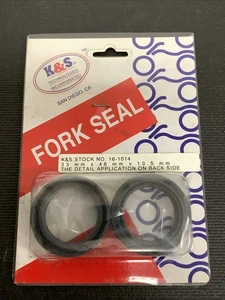 K&S
TECHNOLOGIES
INCORPORATED
SAN DIEGO, CA
FORK SEAL
K&S STOCK NO. 16-1014
33 mm x 46 mm x 10.5 mm
THE DETAIL APPLICATION ON BACK SIDE